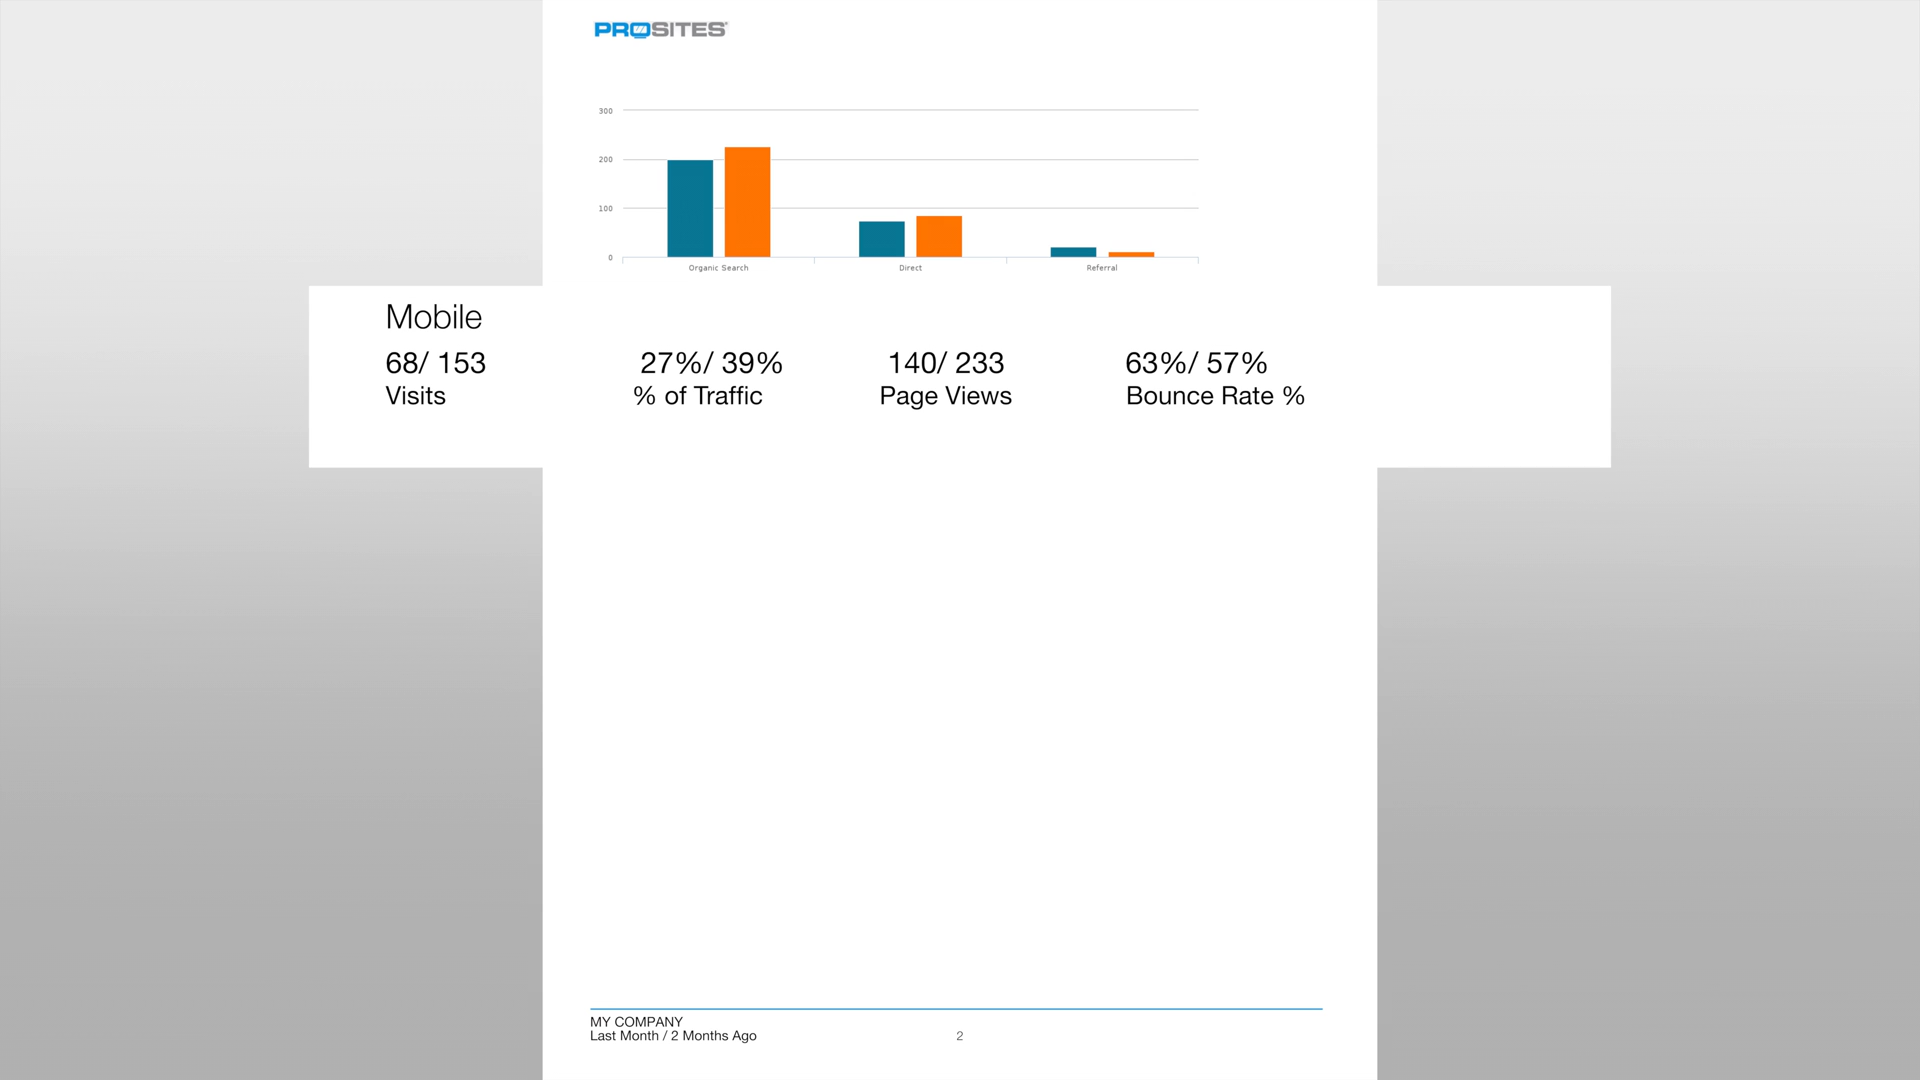 PROSITES
300
200
100
0
Organic Search Direct Referral
Mobile
68/ 153 27%/ 39% 140/ 233 63%/ 57%
Visits % of Traffic Page Views Bounce Rate %
MY COMPANY
Last Month / 2 Months Ago 2